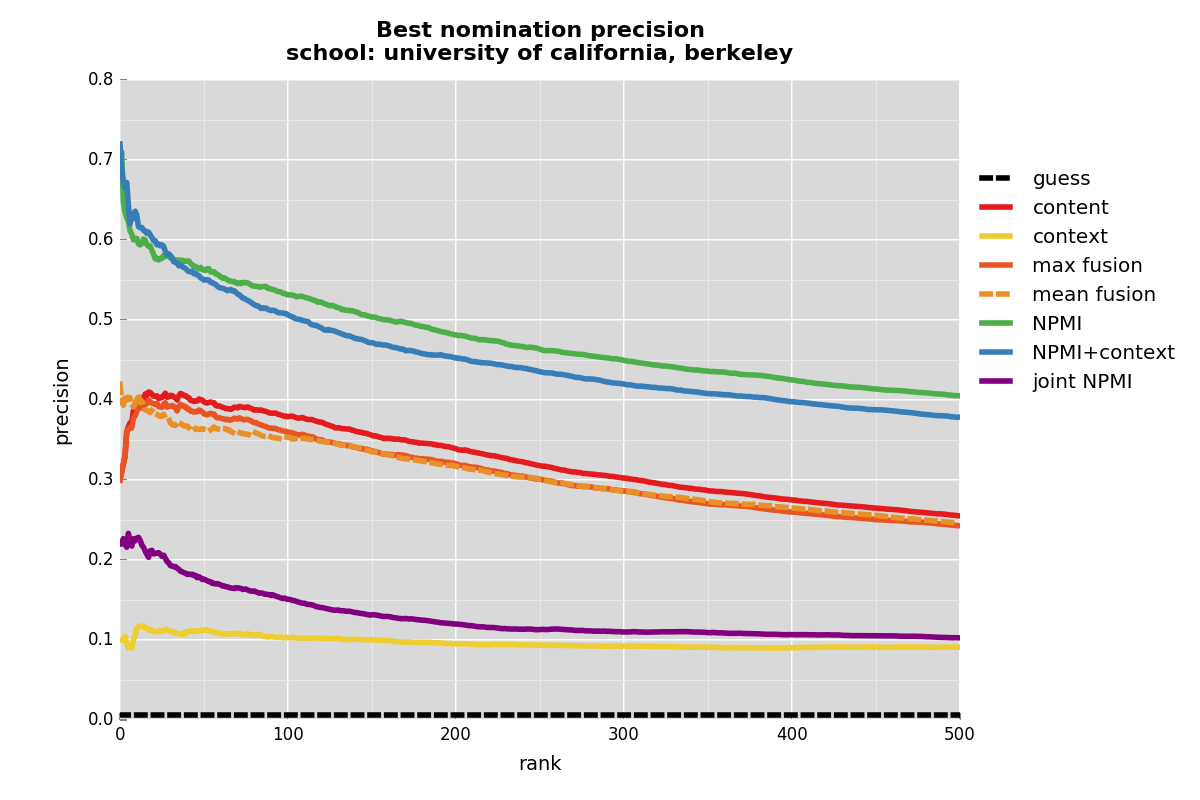 Best nomination precision
school: university of california, berkeley
precision
0.8
0.7
0.6
0.5
0.4
0.3
0.2
0.1
0.0
0
100
200
300
400
500
rank
guess
content
context
max fusion
mean fusion
NPMI
NPMI+context
joint NPMI